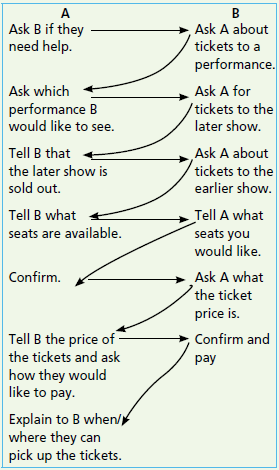 A
B
Ask B if they
need help.
Ask A about
tickets to a
performance.
Ask which
performance B
would like to see.
Ask A for
tickets to the
later show.
Tell B that
the later show is
sold out.
Ask A about
tickets to the
earlier show.
Tell B what
seats are available.
Tell A what
seats you
would like.
Confirm.
Ask A what
the ticket
price is.
Tell B the price of
the tickets and ask
how they would
like to pay.
Confirm and
pay
Explain to B when/
where they can
pick up the tickets.